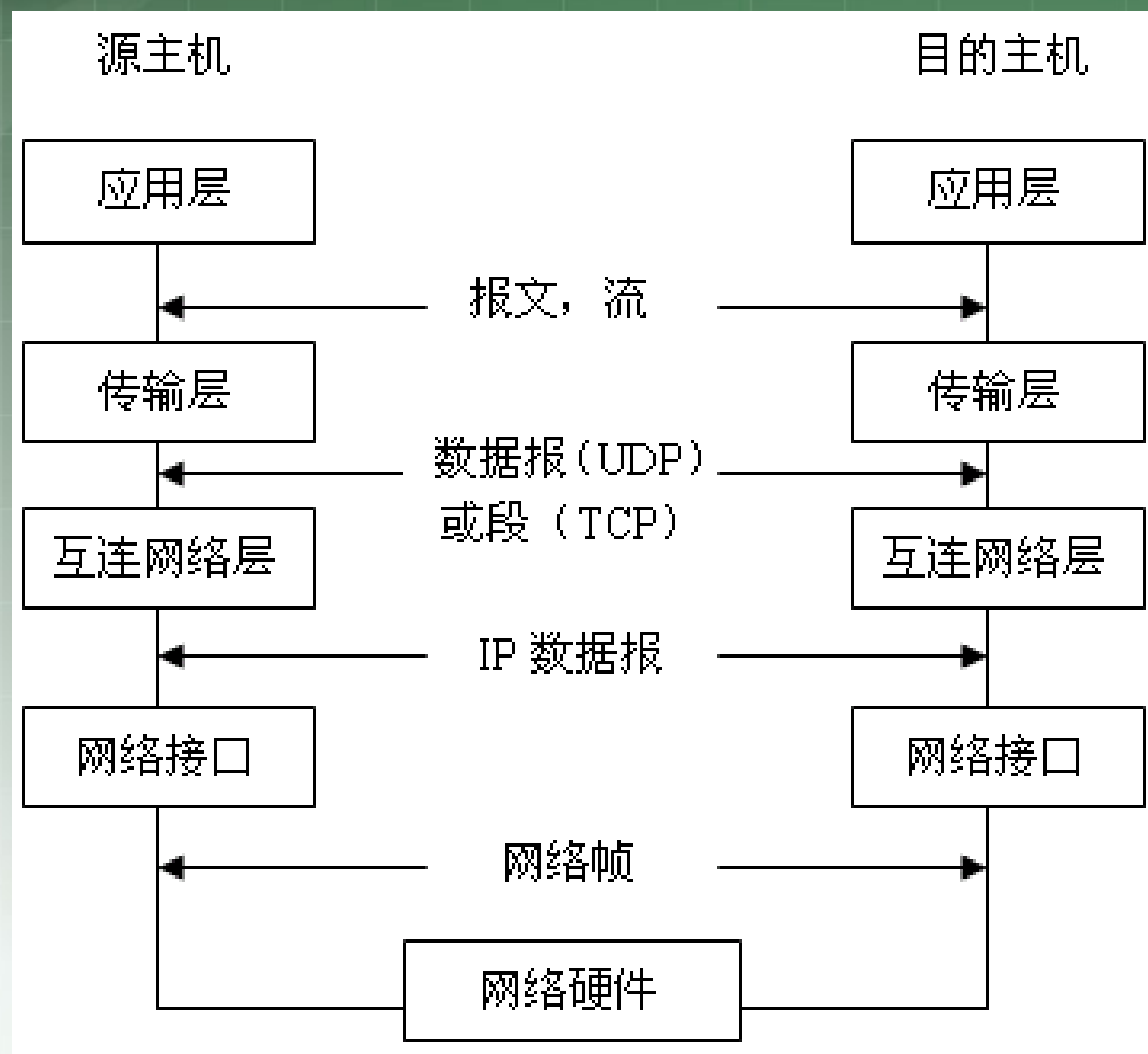 源主机
目的主机
应用层
应用层
报文，流
传输层
传输层
数据报(UDP)
或段（TCP）
互连网络层
互连网络层
IP 数据报
网络接口
网络接口
网络帧
网络硬件